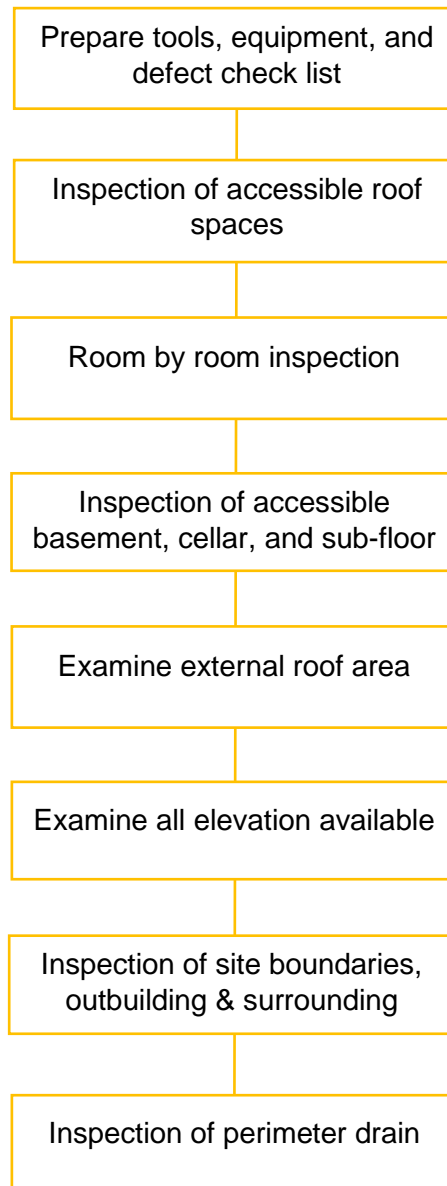 Prepare tools, equipment, and
defect check list
Inspection of accessible roof
spaces
Room by room inspection
Inspection of accessible
basement, cellar, and sub-floor
Examine external roof area
Examine all elevation available
Inspection of site boundaries,
outbuilding & surrounding
Inspection of perimeter drain